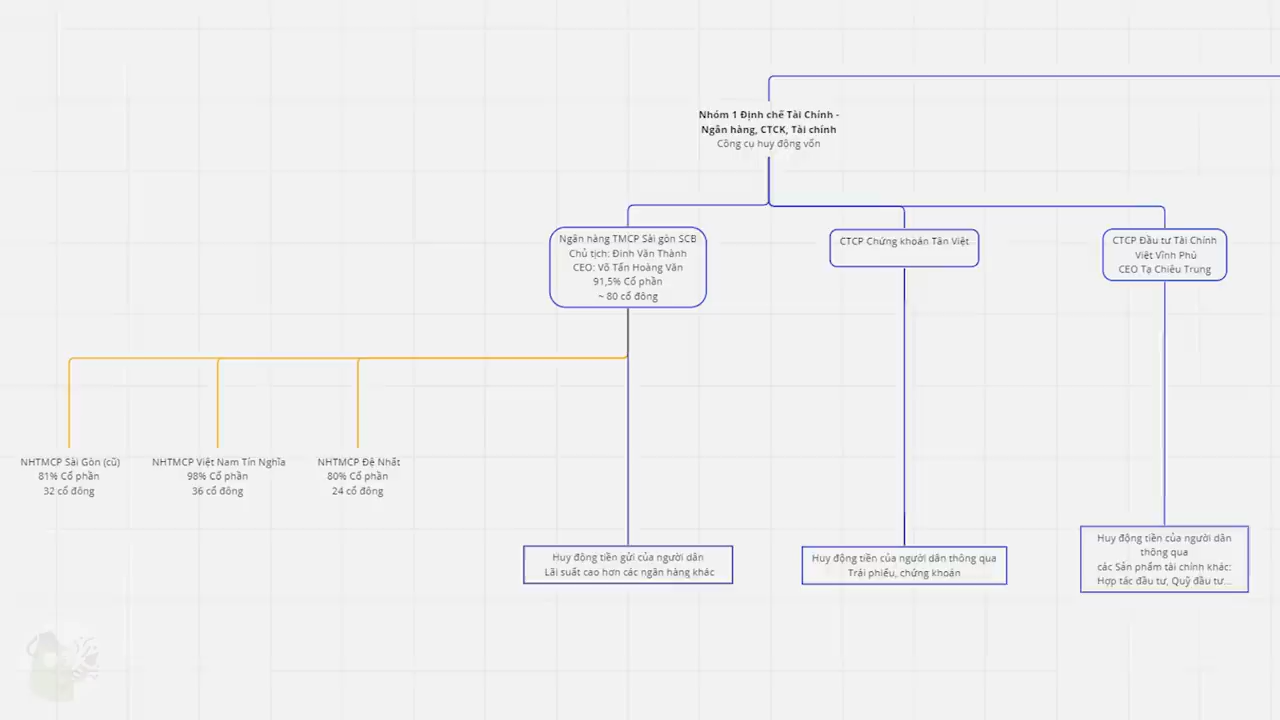 Nhóm 1 Định chế Tài Chính -
Ngân hàng, CTCK, Tài chính
Công cụ huy động vốn
Ngân hàng TMCP Sài gòn SCB
Chủ tịch: Đinh Văn Thành
CEO: Võ Tấn Hoàng Văn
91,5% Cổ phần
~ 80 cổ đông
CTCP Chứng khoán Tân Việt
CTCP Đầu tư Tài Chính
Việt Vĩnh Phú
CEO Tạ Chiêu Trung
NHTMCP Sài Gòn (cũ)
81% Cổ phần
32 cổ đông
NHTMCP Việt Nam Tín Nghĩa
98% Cổ phần
36 cổ đông
NHTMCP Đệ Nhất
80% Cổ phần
24 cổ đông
Huy động tiền gửi của người dân
Lãi suất cao hơn các ngân hàng khác
Huy động tiền của người dân thông qua
Trái phiếu, chứng khoán
Huy động tiền của người dân
thông qua
các Sản phẩm tài chính khác:
Hợp tác đầu tư, Quỹ đầu tư...